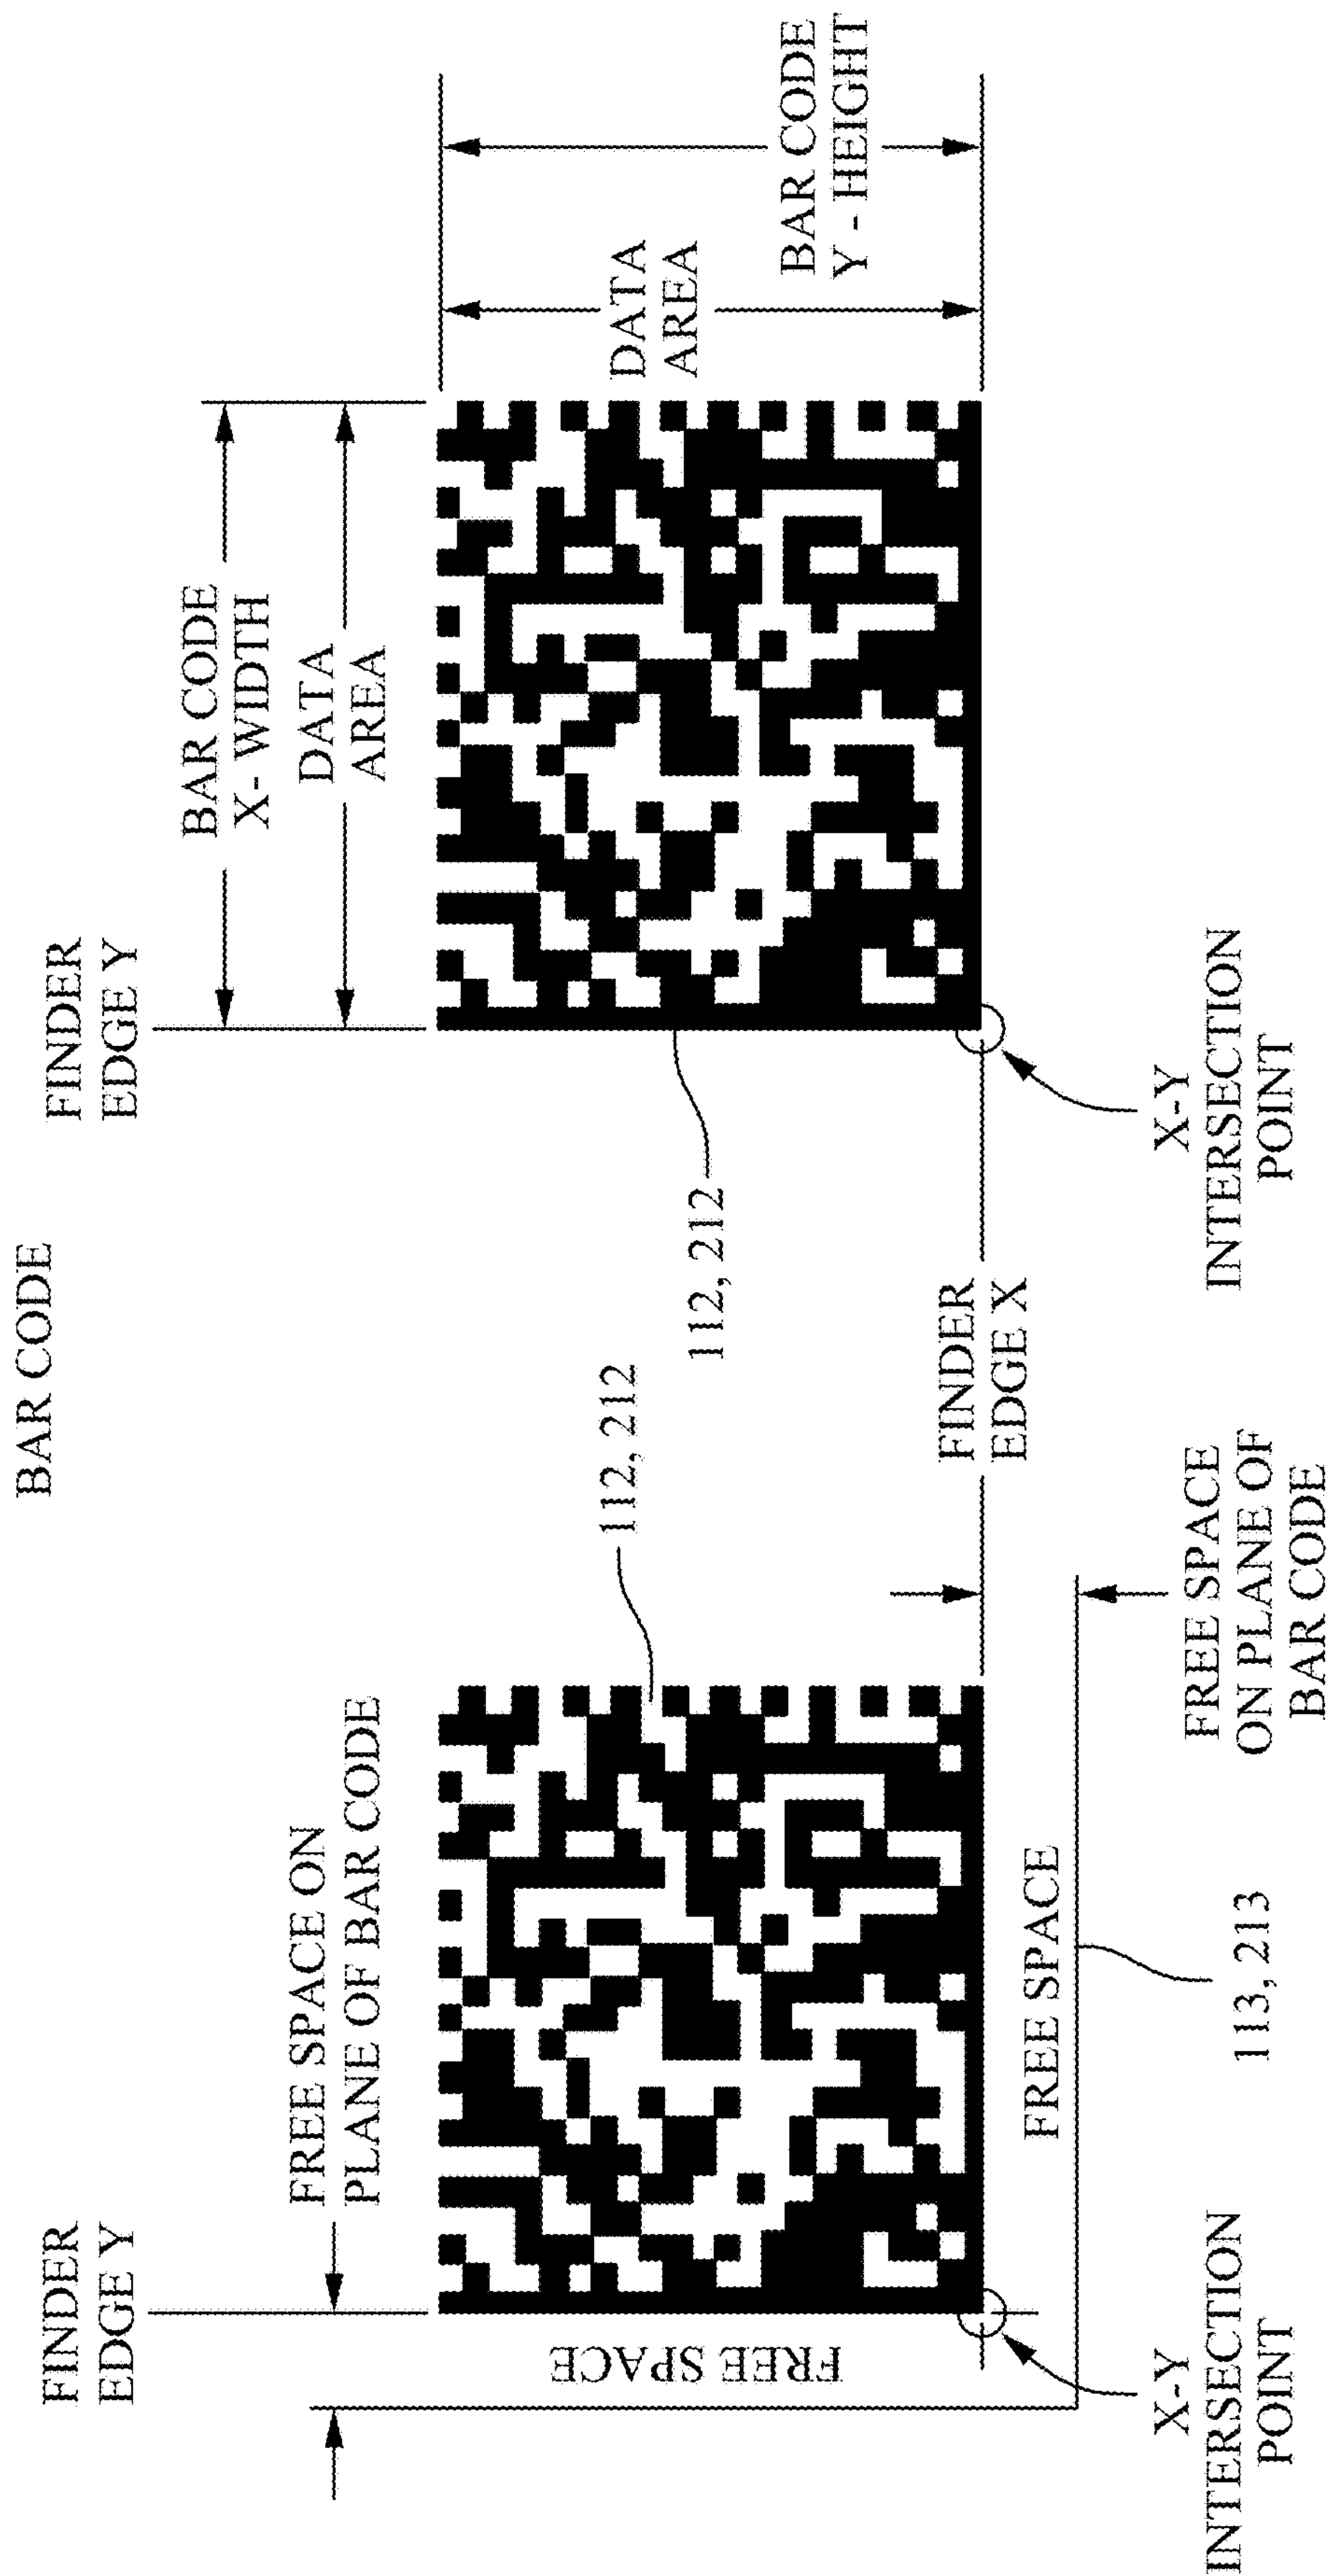 BAR CODE
FINDER
EDGE Y
FREE SPACE ON
PLANE OF BAR CODE
FREE SPACE
112, 212
FREE SPACE
X-Y
INTERSECTION
POINT
113, 213
FREE SPACE
ON PLANE OF
BAR CODE
FINDER
EDGE X
FINDER
EDGE Y
BAR CODE
X- WIDTH
DATA
AREA
112, 212
X-Y
INTERSECTION
POINT
DATA
AREA
BAR CODE
Y - HEIGHT